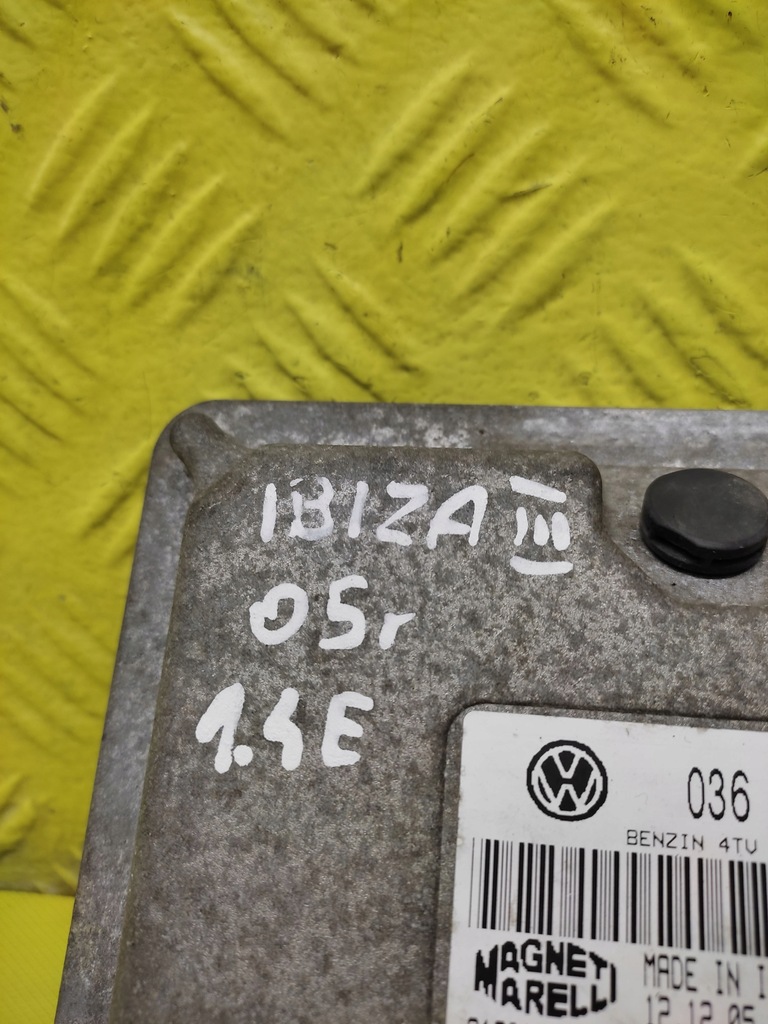 IBIZA III
05r
1.4E
036
BENZIN 4TV
MAGNETI
MARELLI
MADE IN I
12.12.05